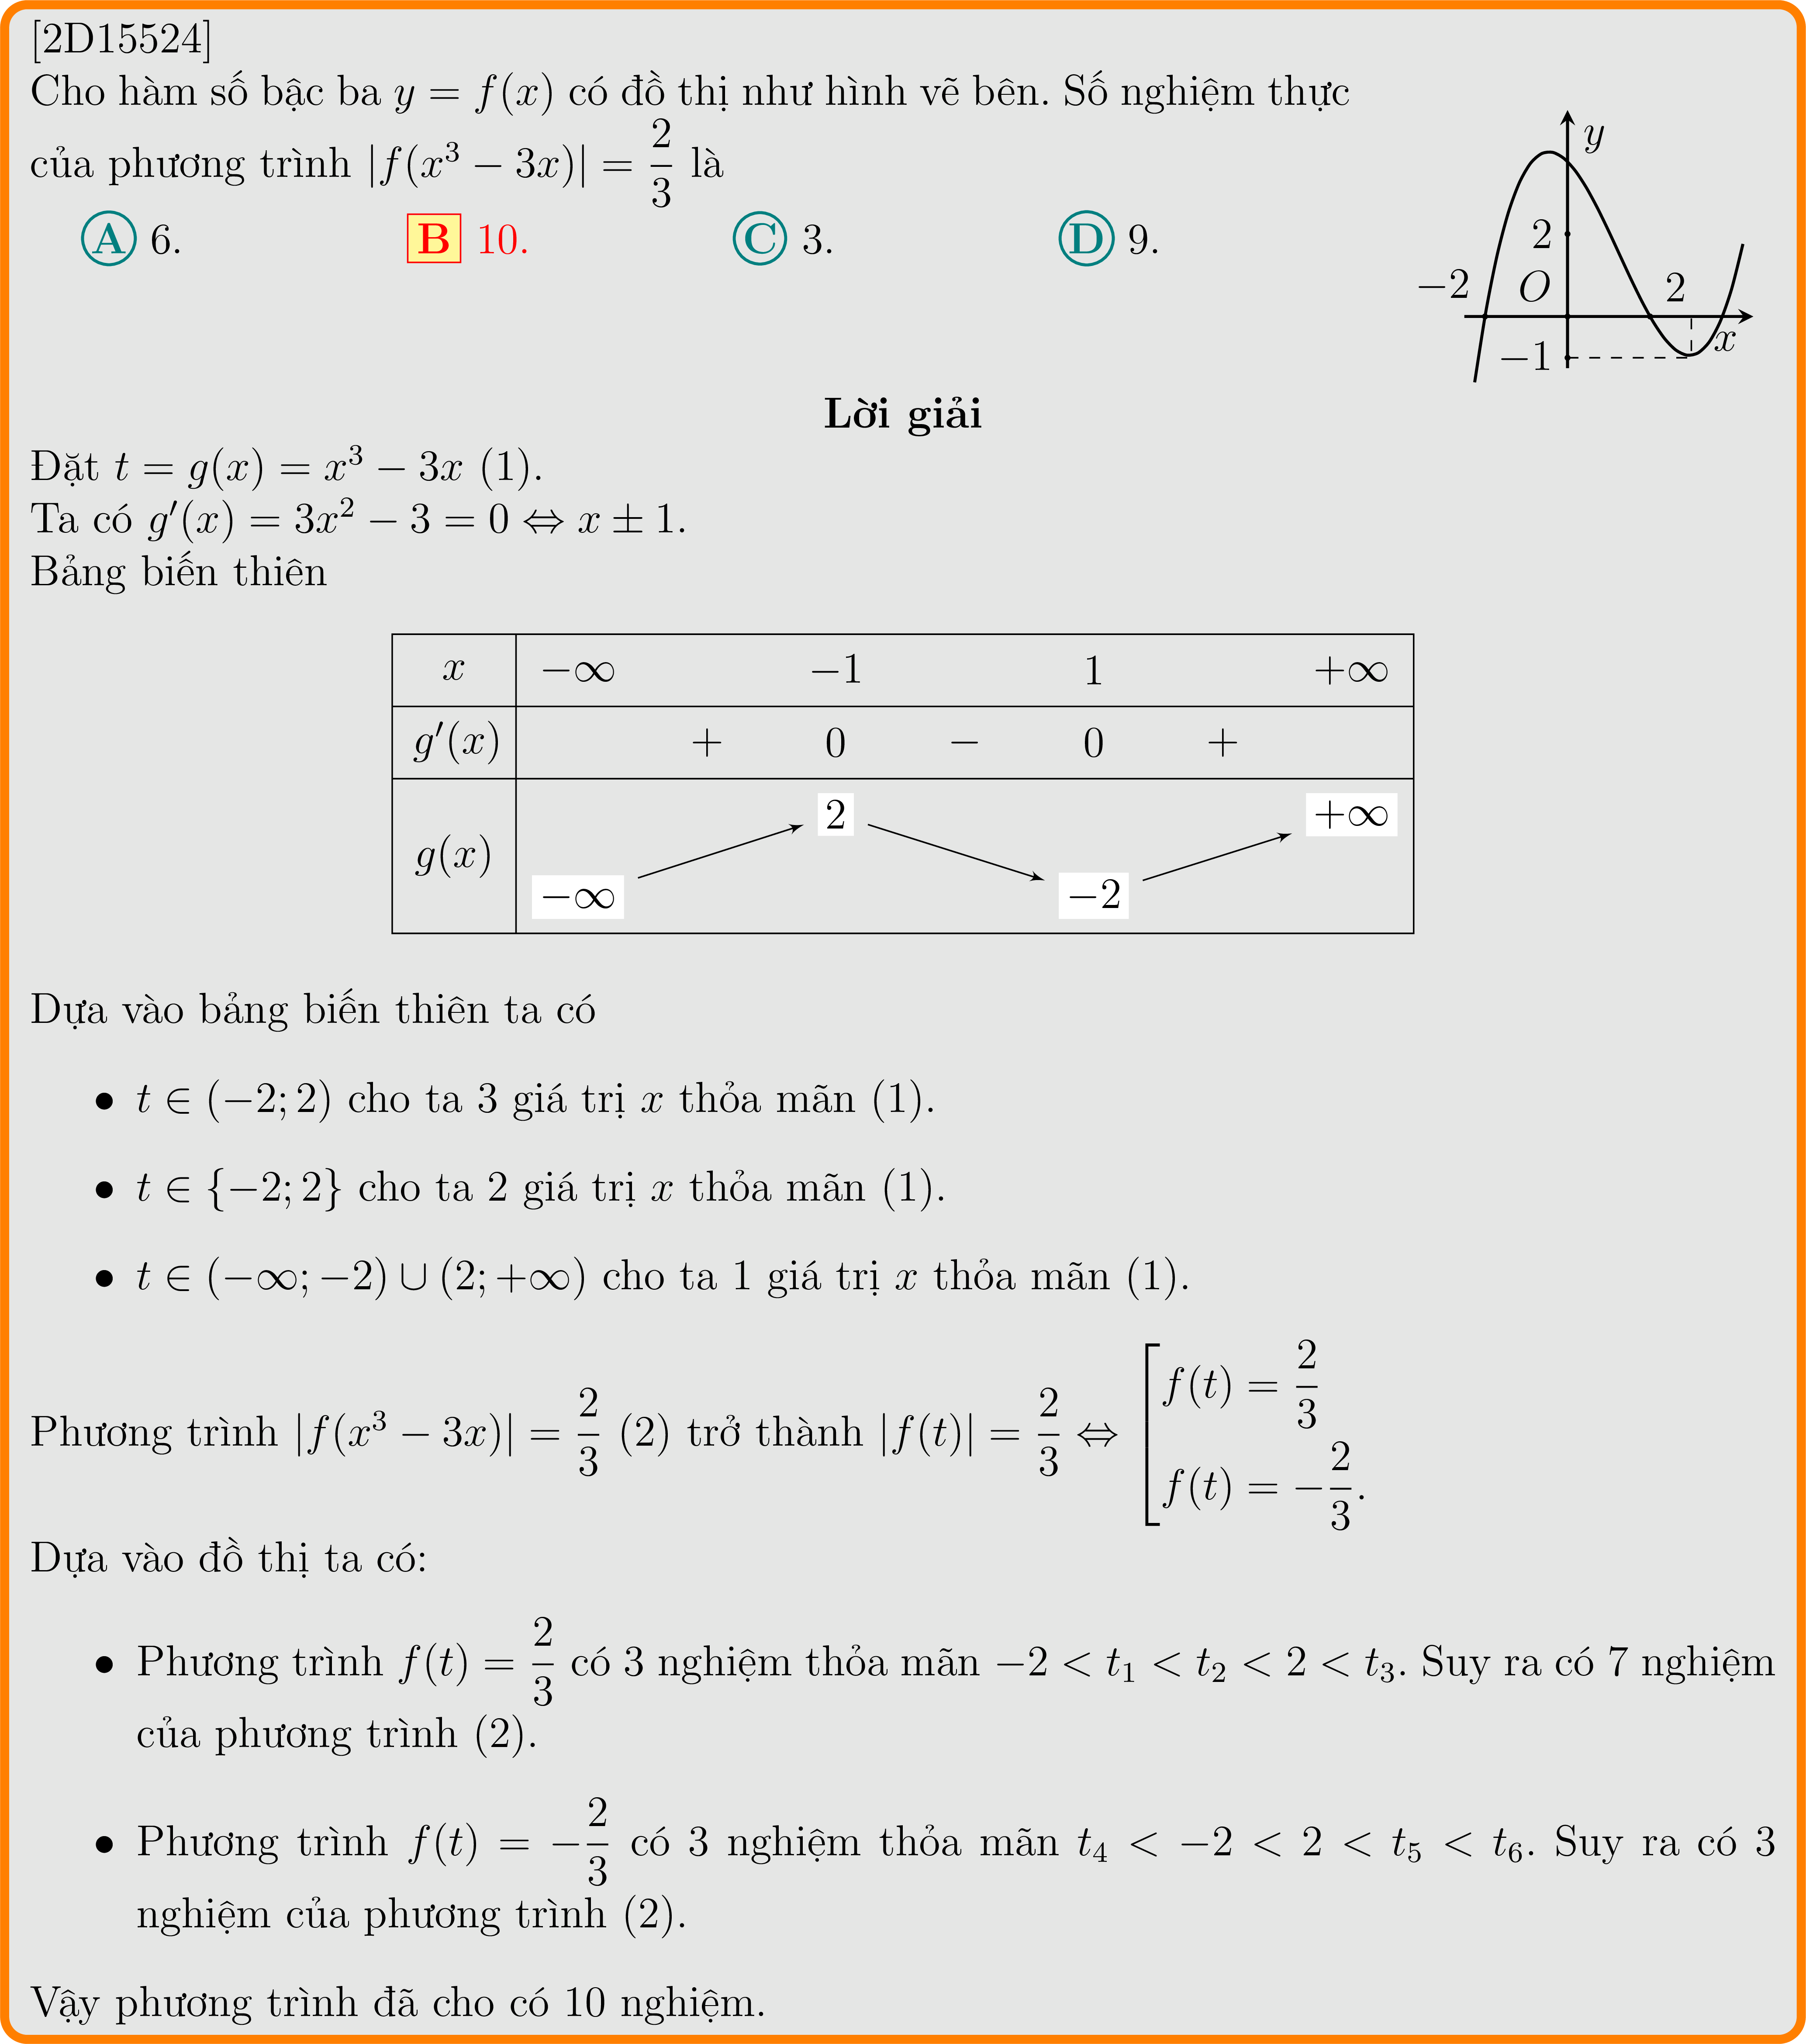 [2D15524]
Cho hàm số bậc ba $y = f(x)$ có đồ thị như hình vẽ bên. Số nghiệm thực
của phương trình $|f(x^3 - 3x)| = \dfrac{2}{3}$ là
A 6. B 10. C 3. D 9.
y
2
−2 O 2
x
−1
Lời giải
Đặt $t = g(x) = x^3 - 3x$ (1).
Ta có $g'(x) = 3x^2 - 3 = 0 \Leftrightarrow x \pm 1$.
Bảng biến thiên
$x$ $-\infty$ $-1$ $1$ $+\infty$
$g'(x)$ + 0 − 0 +
$g(x)$ $-\infty$ 2 $-2$ $+\infty$
Dựa vào bảng biến thiên ta có
• $t \in (-2; 2)$ cho ta 3 giá trị $x$ thỏa mãn (1).
• $t \in \{-2; 2\}$ cho ta 2 giá trị $x$ thỏa mãn (1).
• $t \in (-\infty; -2) \cup (2; +\infty)$ cho ta 1 giá trị $x$ thỏa mãn (1).
Phương trình $|f(x^3 - 3x)| = \dfrac{2}{3}$ (2) trở thành $|f(t)| = \dfrac{2}{3} \Leftrightarrow \left[\begin{array}{l} f(t) = \dfrac{2}{3} \\ f(t) = -\dfrac{2}{3}. \end{array}\right.$
Dựa vào đồ thị ta có:
• Phương trình $f(t) = \dfrac{2}{3}$ có 3 nghiệm thỏa mãn $-2 < t_1 < t_2 < 2 < t_3$. Suy ra có 7 nghiệm
của phương trình (2).
• Phương trình $f(t) = -\dfrac{2}{3}$ có 3 nghiệm thỏa mãn $t_4 < -2 < 2 < t_5 < t_6$. Suy ra có 3
nghiệm của phương trình (2).
Vậy phương trình đã cho có 10 nghiệm.